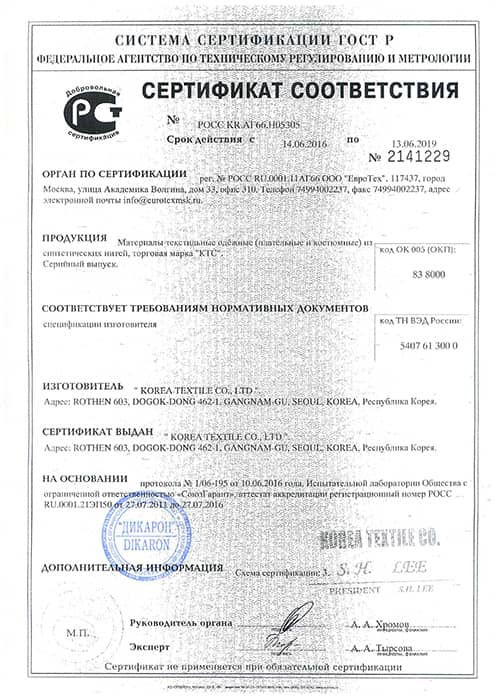 СИСТЕМА СЕРТИФИКАЦИИ ГОСТ Р
ФЕДЕРАЛЬНОЕ АГЕНТСТВО ПО ТЕХНИЧЕСКОМУ РЕГУЛИРОВАНИЮ И МЕТРОЛОГИИ
Добровольная
сертификация
СЕРТИФИКАТ СООТВЕТСТВИЯ
№ РОСС KR.АГ66.Н05305
Срок действия с 14.06.2016 по 13.06.2019
№ 2141229
ОРГАН ПО СЕРТИФИКАЦИИ рег. № РОСС RU.0001.11АГ66 ООО "ЕвроТех". 117437, город
Москва, улица Академика Волгина, дом 33, офис 310. Телефон 74994002237, факс 74994002237, адрес
электронной почты info@eurotexmsk.ru.
ПРОДУКЦИЯ Материалы текстильные одёжные (плательные и костюмные) из
синтетических нитей, торговая марка "КТС".
Серийный выпуск.
код ОК 005 (ОКП):
83 8000
СООТВЕТСТВУЕТ ТРЕБОВАНИЯМ НОРМАТИВНЫХ ДОКУМЕНТОВ
спецификации изготовителя
код ТН ВЭД России:
5407 61 300 0
ИЗГОТОВИТЕЛЬ " KOREA TEXTILE CO., LTD ".
Адрес: ROTHEN 603, DOGOK-DONG 462-1, GANGNAM-GU, SEOUL, KOREA, Республика Корея.
СЕРТИФИКАТ ВЫДАН " KOREA TEXTILE CO., LTD ".
Адрес: ROTHEN 603, DOGOK-DONG 462-1, GANGNAM-GU, SEOUL, KOREA, Республика Корея.
НА ОСНОВАНИИ протокола № 1/06-195 от 10.06.2016 года, Испытательной лаборатории Общества с
ограниченной ответственностью «СоюзГарант», аттестат аккредитации регистрационный номер РОСС
RU.0001.21ЭП50 от 27.07.2011 до 27.07.2016
"ДИКАРОН"
DIKARON
KOREA TEXTILE CO.
ДОПОЛНИТЕЛЬНАЯ ИНФОРМАЦИЯ Схема сертификации: 3.
S. H. LEE
PRESIDENT S.H. LEE
М.П.
Руководитель органа
подпись
А. А. Хромов
инициалы, фамилия
Эксперт
подпись
А. А. Тырсова
инициалы, фамилия
Сертификат не применяется при обязательной сертификации